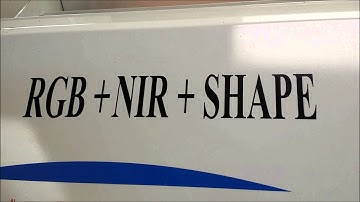 RGB + NIR + SHAPE